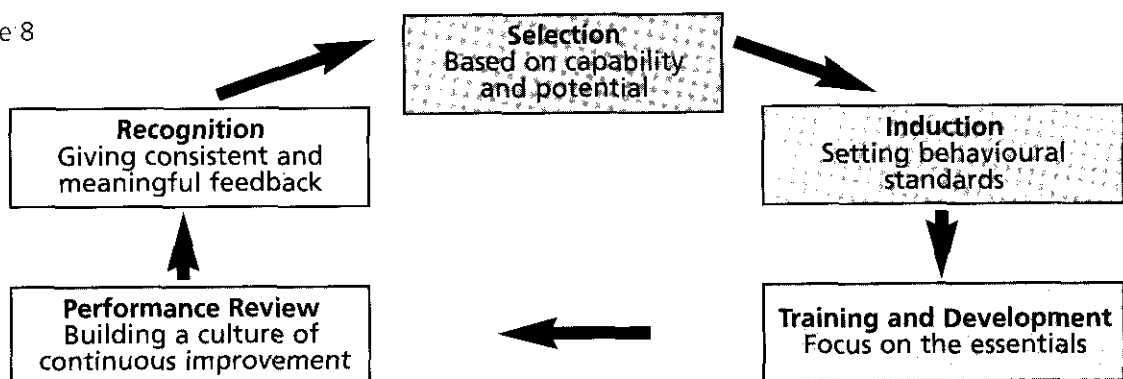 e 8
Selection
Based on capability
and potential
Recognition
Giving consistent and
meaningful feedback
Induction
Setting behavioural
standards
Performance Review
Building a culture of
continuous improvement
Training and Development
Focus on the essentials